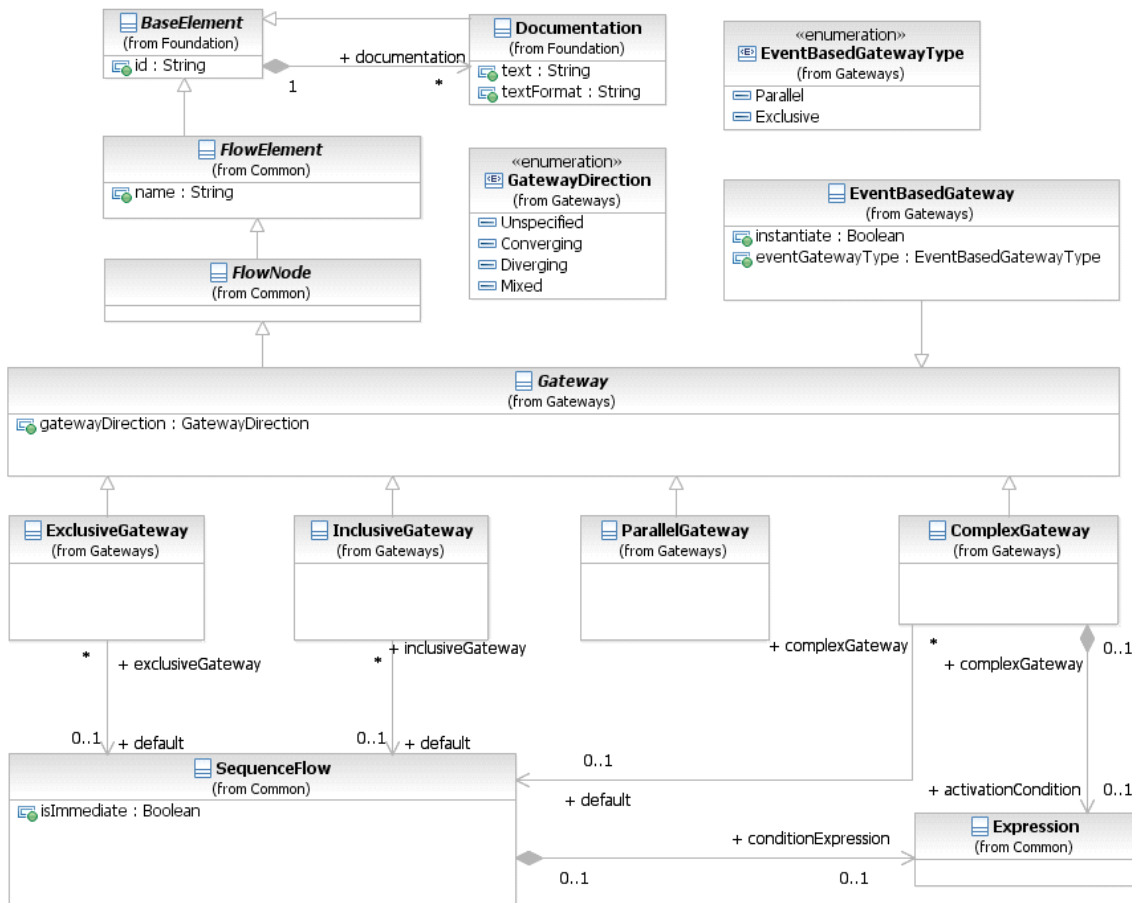 BaseElement
(from Foundation)
id : String
+ documentation
1
*
Documentation
(from Foundation)
text : String
textFormat : String
«enumeration»
EventBasedGatewayType
(from Gateways)
Parallel
Exclusive
FlowElement
(from Common)
name : String
«enumeration»
GatewayDirection
(from Gateways)
Unspecified
Converging
Diverging
Mixed
EventBasedGateway
(from Gateways)
instantiate : Boolean
eventGatewayType : EventBasedGatewayType
FlowNode
(from Common)
Gateway
(from Gateways)
gatewayDirection : GatewayDirection
ExclusiveGateway
(from Gateways)
InclusiveGateway
(from Gateways)
ParallelGateway
(from Gateways)
ComplexGateway
(from Gateways)
*
+ exclusiveGateway
0..1
+ default
*
+ inclusiveGateway
0..1
+ default
+ complexGateway
*
0..1
+ default
+ complexGateway
0..1
+ activationCondition
0..1
SequenceFlow
(from Common)
isImmediate : Boolean
+ conditionExpression
0..1
0..1
Expression
(from Common)